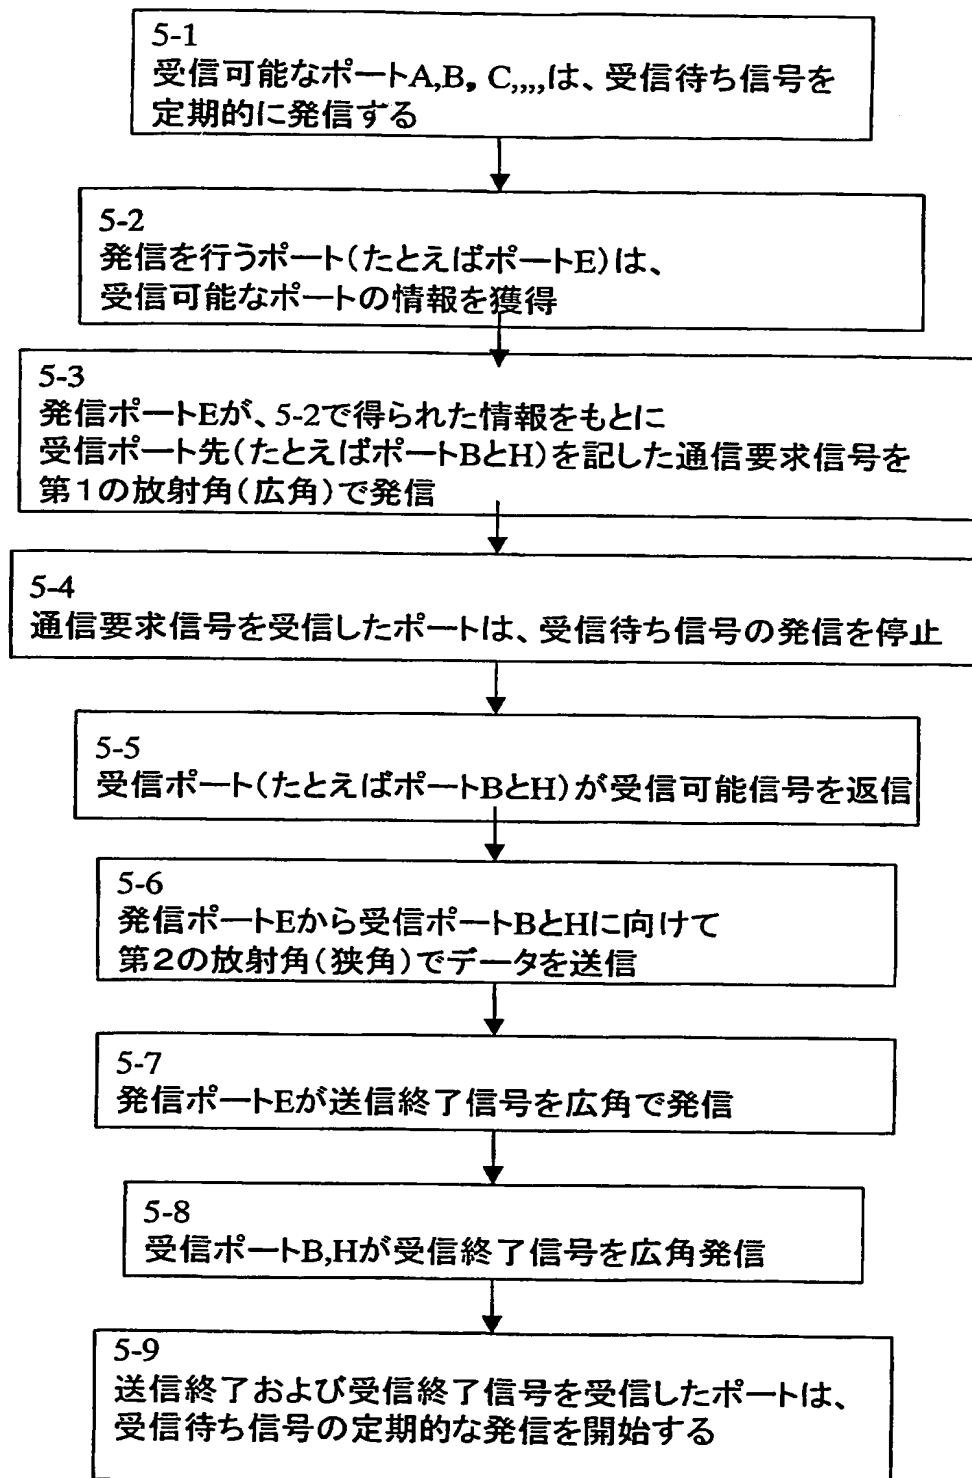 5-1
受信可能なポートA,B, C,,,,は、受信待ち信号を
定期的に発信する
5-2
発信を行うポート(たとえばポートE)は、
受信可能なポートの情報を獲得
5-3
発信ポートEが、5-2で得られた情報をもとに
受信ポート先(たとえばポートBとH)を記した通信要求信号を
第1の放射角(広角)で発信
5-4
通信要求信号を受信したポートは、受信待ち信号の発信を停止
5-5
受信ポート(たとえばポートBとH)が受信可能信号を返信
5-6
発信ポートEから受信ポートBとHに向けて
第2の放射角(狭角)でデータを送信
5-7
発信ポートEが送信終了信号を広角で発信
5-8
受信ポートB,Hが受信終了信号を広角発信
5-9
送信終了および受信終了信号を受信したポートは、
受信待ち信号の定期的な発信を開始する